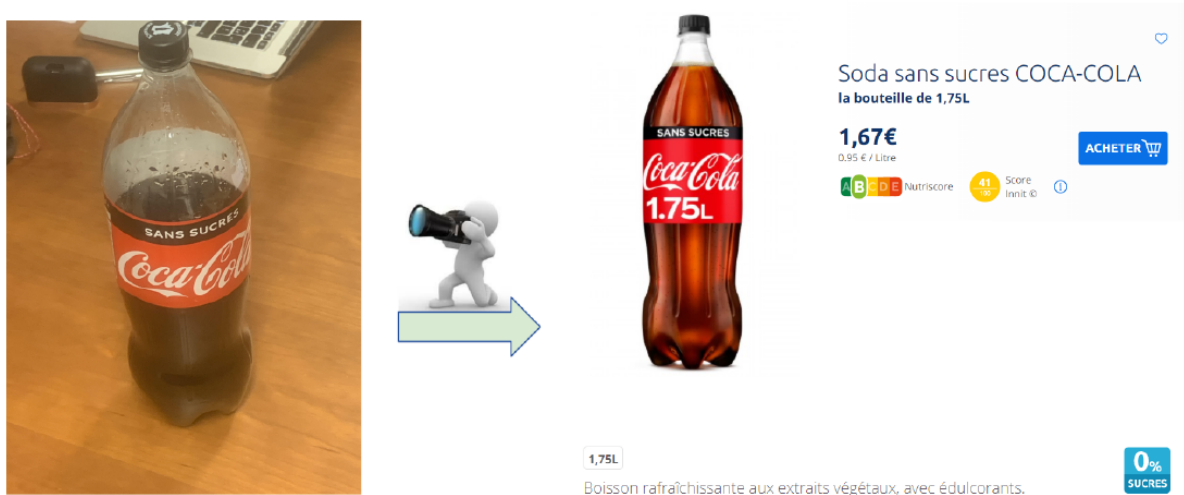 SANS SUCRES
Coca-Cola
SANS SUCRES
Coca-Cola
1.75L
Soda sans sucres COCA-COLA
la bouteille de 1,75L
1,67€
0.95 € / Litre
ACHETER
A B C D E Nutriscore
41
100
Score
Innit ©
1,75L
Boisson rafraîchissante aux extraits végétaux, avec édulcorants.
0%
SUCRES